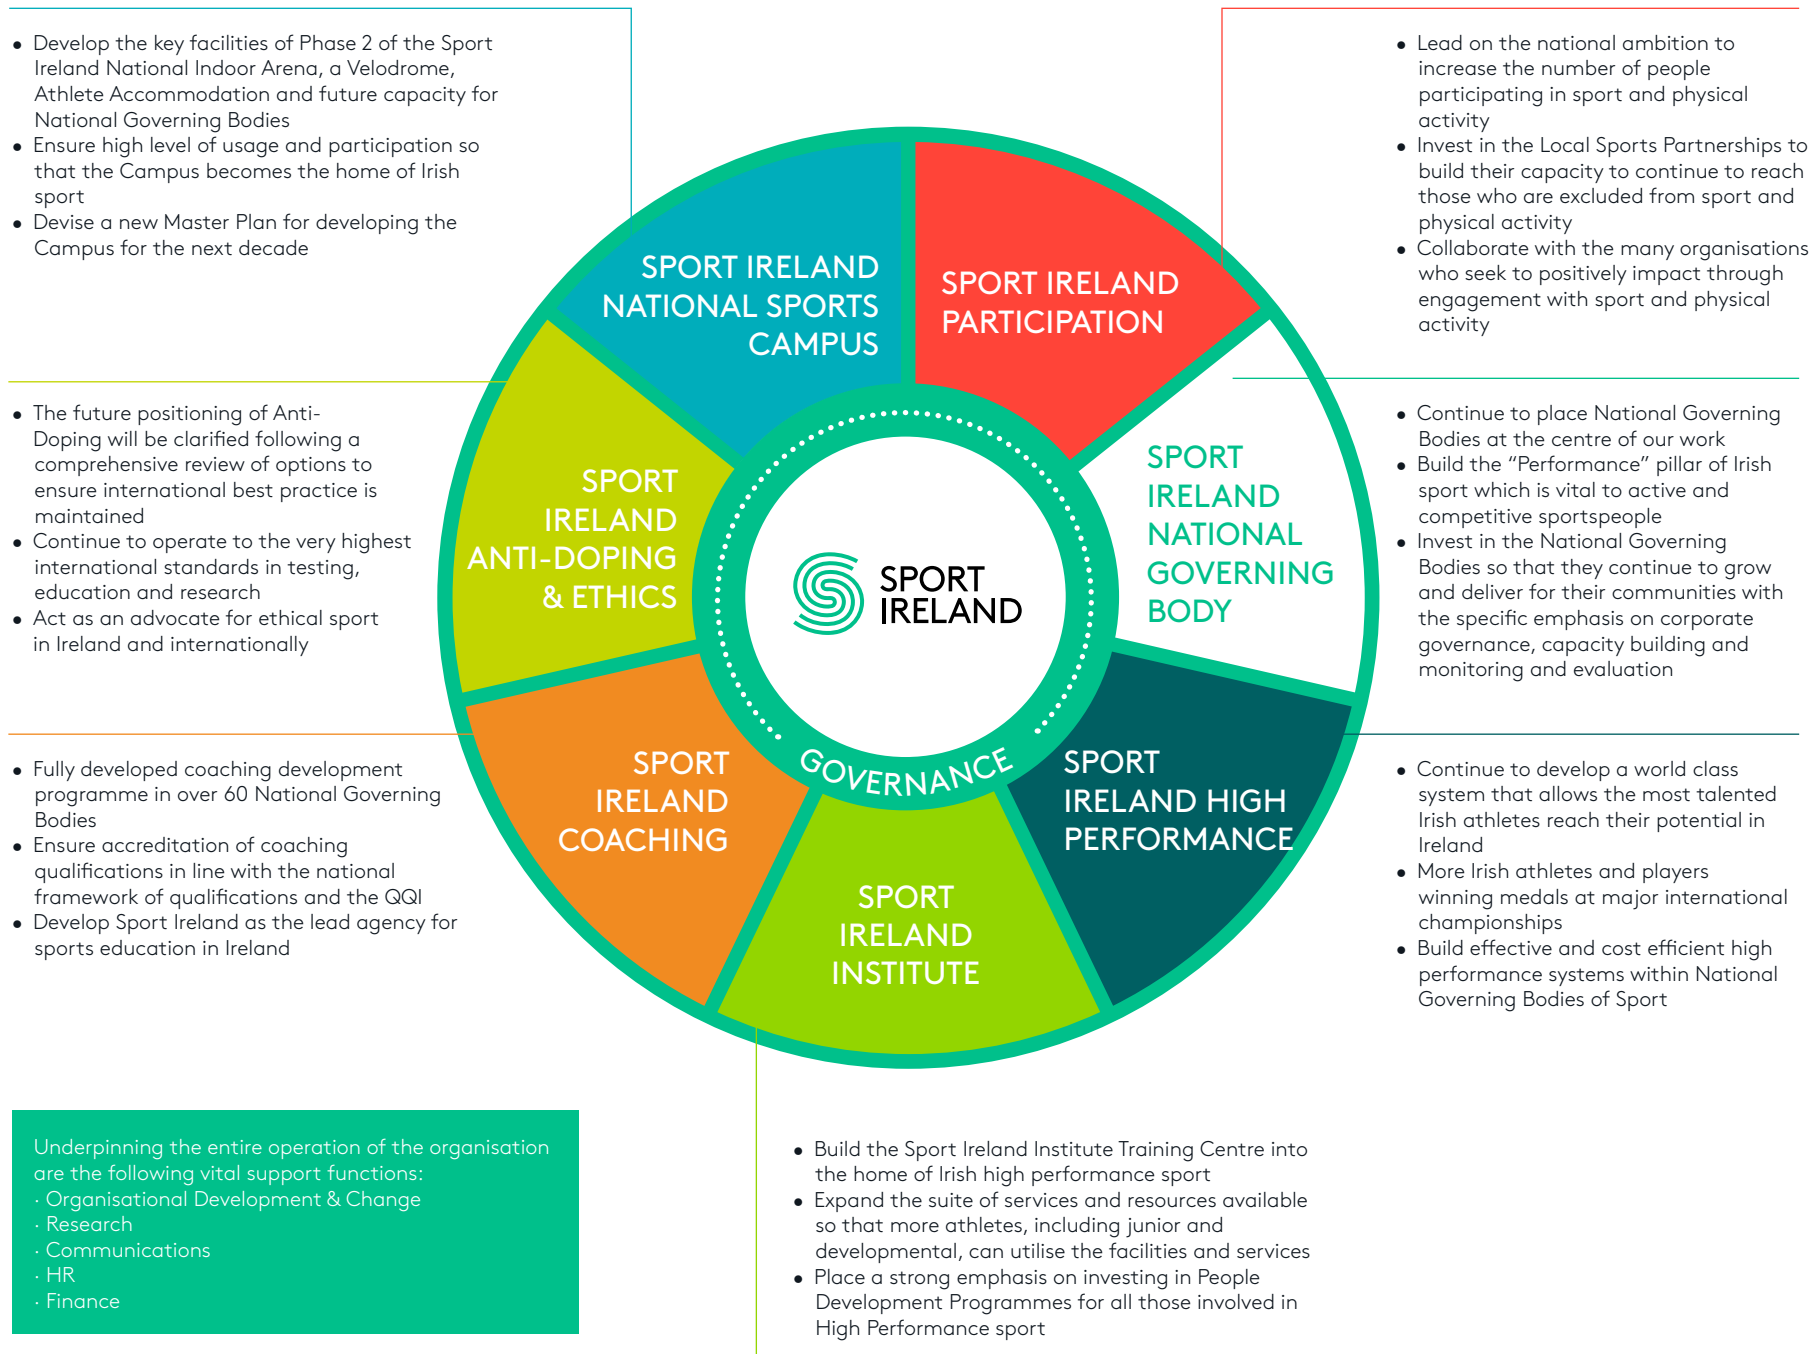 • Develop the key facilities of Phase 2 of the Sport
Ireland National Indoor Arena, a Velodrome,
Athlete Accommodation and future capacity for
National Governing Bodies
• Ensure high level of usage and participation so
that the Campus becomes the home of Irish
sport
• Devise a new Master Plan for developing the
Campus for the next decade
• Lead on the national ambition to
increase the number of people
participating in sport and physical
activity
• Invest in the Local Sports Partnerships to
build their capacity to continue to reach
those who are excluded from sport and
physical activity
• Collaborate with the many organisations
who seek to positively impact through
engagement with sport and physical
activity
SPORT IRELAND
NATIONAL SPORTS
CAMPUS
SPORT IRELAND
PARTICIPATION
• The future positioning of Anti-
Doping will be clarified following a
comprehensive review of options to
ensure international best practice is
maintained
• Continue to operate to the very highest
international standards in testing,
education and research
• Act as an advocate for ethical sport
in Ireland and internationally
SPORT
IRELAND
ANTI-DOPING
& ETHICS
SPORT
IRELAND
SPORT
IRELAND
NATIONAL
GOVERNING
BODY
• Continue to place National Governing
Bodies at the centre of our work
• Build the “Performance” pillar of Irish
sport which is vital to active and
competitive sportspeople
• Invest in the National Governing
Bodies so that they continue to grow
and deliver for their communities with
the specific emphasis on corporate
governance, capacity building and
monitoring and evaluation
• Fully developed coaching development
programme in over 60 National Governing
Bodies
• Ensure accreditation of coaching
qualifications in line with the national
framework of qualifications and the QQI
• Develop Sport Ireland as the lead agency for
sports education in Ireland
SPORT
IRELAND
COACHING
GOVERNANCE
SPORT
IRELAND HIGH
PERFORMANCE
• Continue to develop a world class
system that allows the most talented
Irish athletes reach their potential in
Ireland
• More Irish athletes and players
winning medals at major international
championships
• Build effective and cost efficient high
performance systems within National
Governing Bodies of Sport
SPORT
IRELAND
INSTITUTE
Underpinning the entire operation of the organisation
are the following vital support functions:
· Organisational Development & Change
· Research
· Communications
· HR
· Finance
• Build the Sport Ireland Institute Training Centre into
the home of Irish high performance sport
• Expand the suite of services and resources available
so that more athletes, including junior and
developmental, can utilise the facilities and services
• Place a strong emphasis on investing in People
Development Programmes for all those involved in
High Performance sport